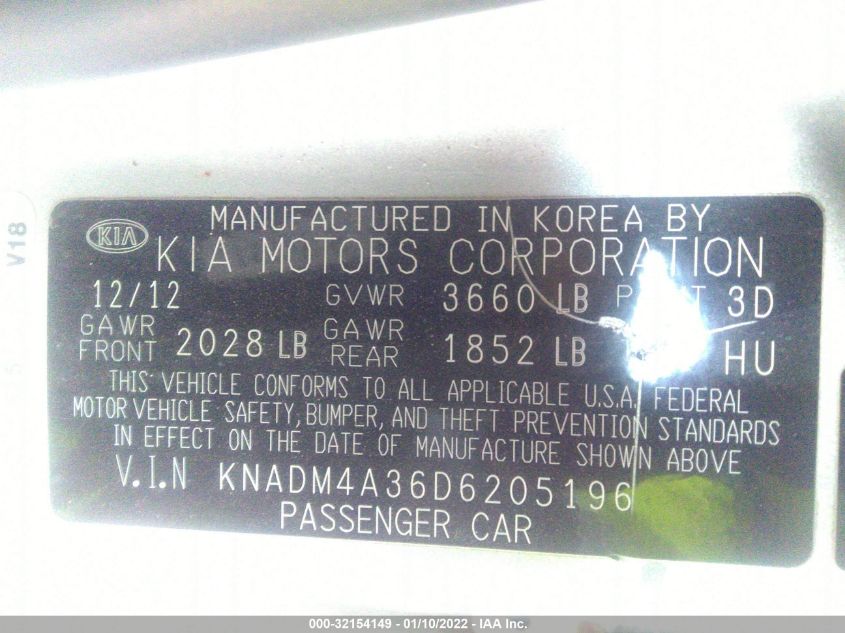 V18
MANUFACTURED IN KOREA BY
KIA
KIA MOTORS CORPORATION
12/12 GVWR 3660 LB 3D
GAWR FRONT 2028 LB GAWR REAR 1852 LB HU
THIS VEHICLE CONFORMS TO ALL APPLICABLE U.S.A. FEDERAL
MOTOR VEHICLE SAFETY, BUMPER, AND THEFT PREVENTION STANDARDS
IN EFFECT ON THE DATE OF MANUFACTURE SHOWN ABOVE
V.I.N KNADM4A36D6205196
PASSENGER CAR
000-32154149 - 01/10/2022 - IAA Inc.